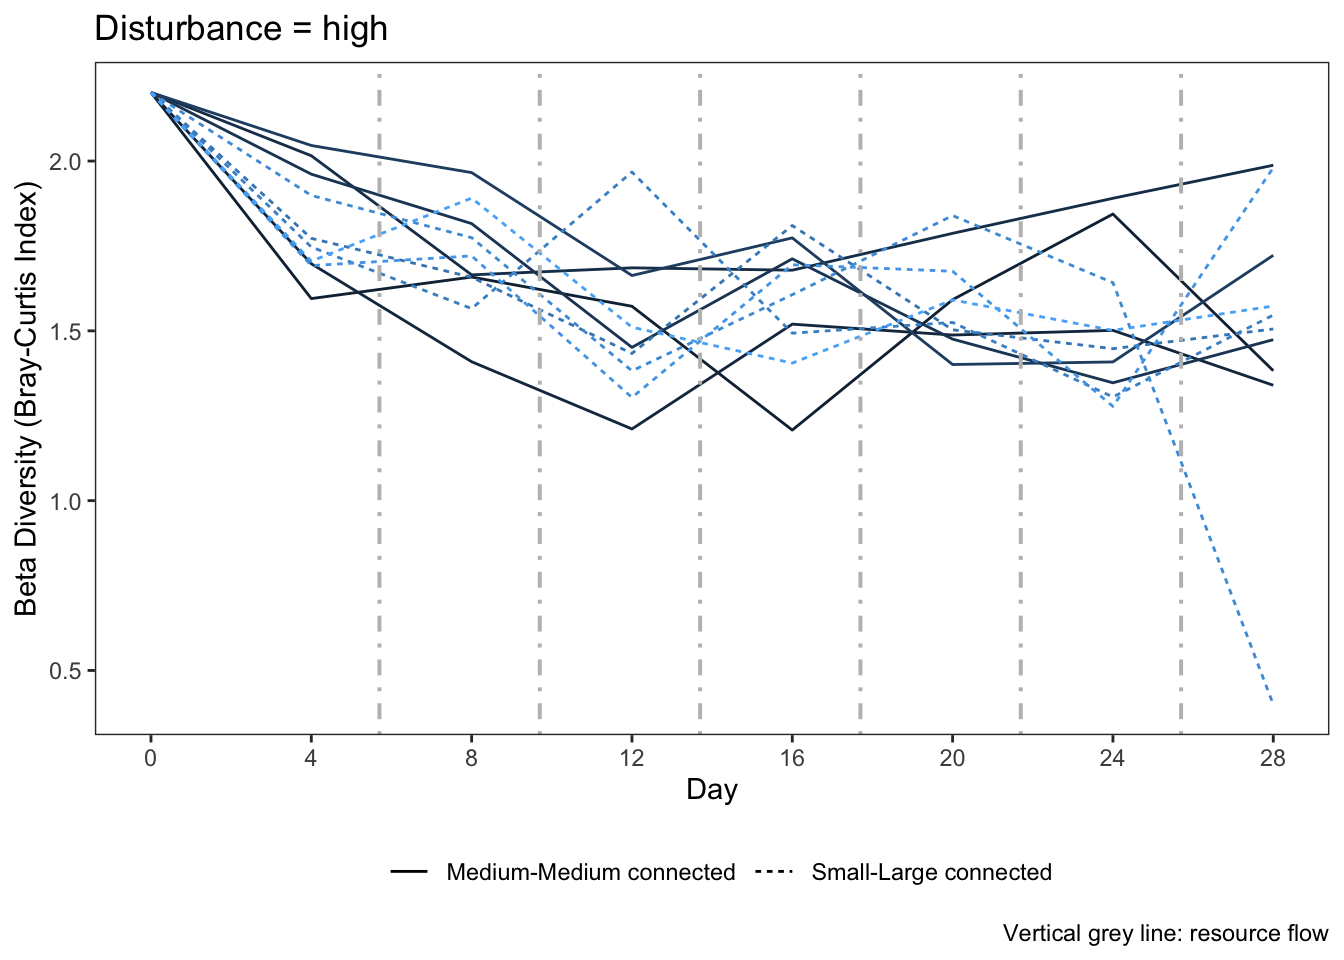 Disturbance = high
Beta Diversity (Bray-Curtis Index)
2.0
1.5
1.0
0.5
0 4 8 12 16 20 24 28
Day
Medium-Medium connected Small-Large connected
Vertical grey line: resource flow